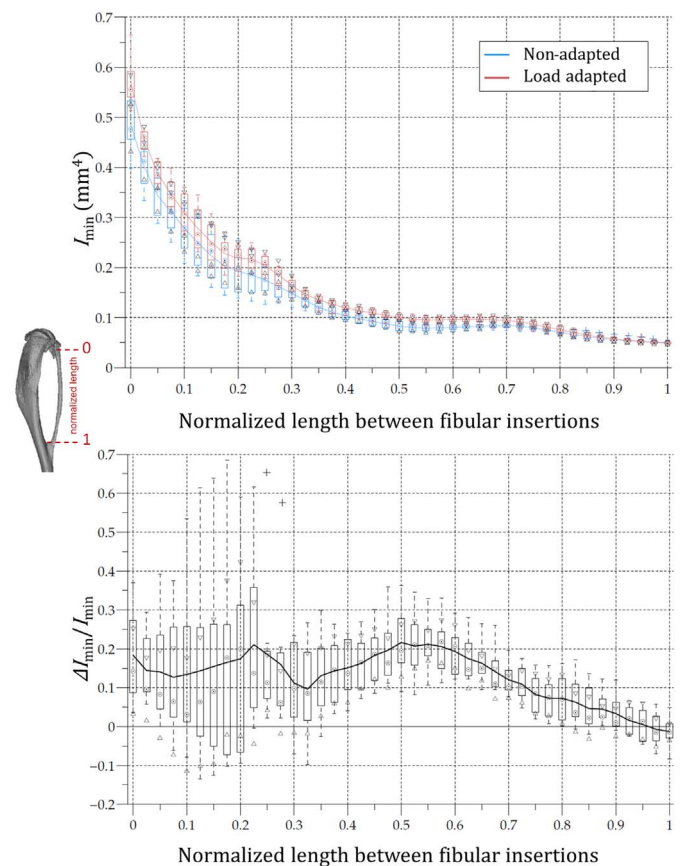 0.7
0.6
0.5
0.4
0.3
0.2
0.1
0
I_min (mm⁴)
Non-adapted
Load adapted
0 0.1 0.2 0.3 0.4 0.5 0.6 0.7 0.8 0.9 1
Normalized length between fibular insertions
0
normalized length
1
0.7
0.6
0.5
0.4
0.3
0.2
0.1
0
−0.1
−0.2
ΔI_min/I_min
0 0.1 0.2 0.3 0.4 0.5 0.6 0.7 0.8 0.9 1
Normalized length between fibular insertions